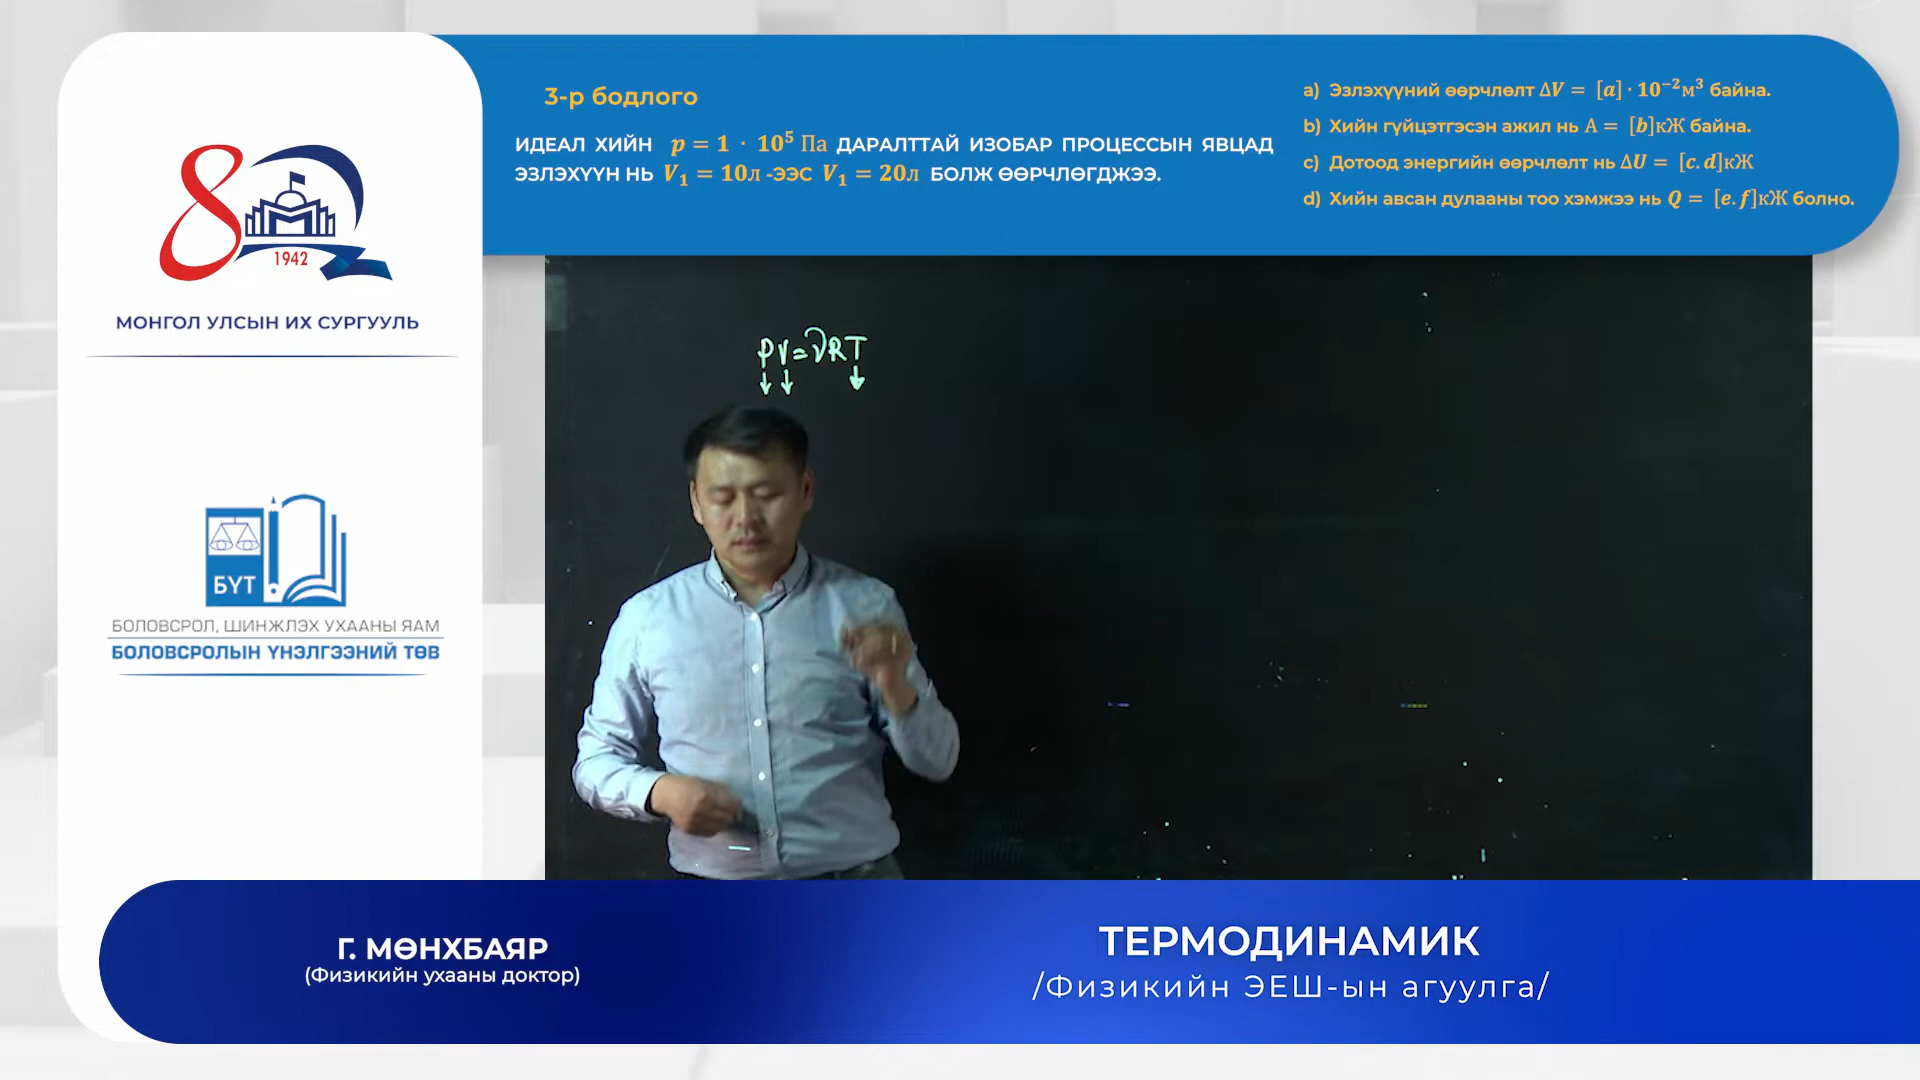 3-р бодлого
ИДЕАЛ ХИЙН p = 1 · 10⁵ Па ДАРАЛТТАЙ ИЗОБАР ПРОЦЕССЫН ЯВЦАД
ЭЗЛЭХҮҮН НЬ V₁ = 10л -ЭЭС V₁ = 20л БОЛЖ ӨӨРЧЛӨГДЖЭЭ.
a) Эзлэхүүний өөрчлөлт ΔV = [a] · 10⁻²м³ байна.
b) Хийн гүйцэтгэсэн ажил нь A = [b]кЖ байна.
c) Дотоод энергийн өөрчлөлт нь ΔU = [c.d]кЖ
d) Хийн авсан дулааны тоо хэмжээ нь Q = [e.f]кЖ болно.
8
1942
МОНГОЛ УЛСЫН ИХ СУРГУУЛЬ
БҮТ
БОЛОВСРОЛ, ШИНЖЛЭХ УХААНЫ ЯАМ
БОЛОВСРОЛЫН ҮНЭЛГЭЭНИЙ ТӨВ
pV=νRT
Г. МӨНХБАЯР
(Физикийн ухааны доктор)
ТЕРМОДИНАМИК
/Физикийн ЭЕШ-ын агуулга/